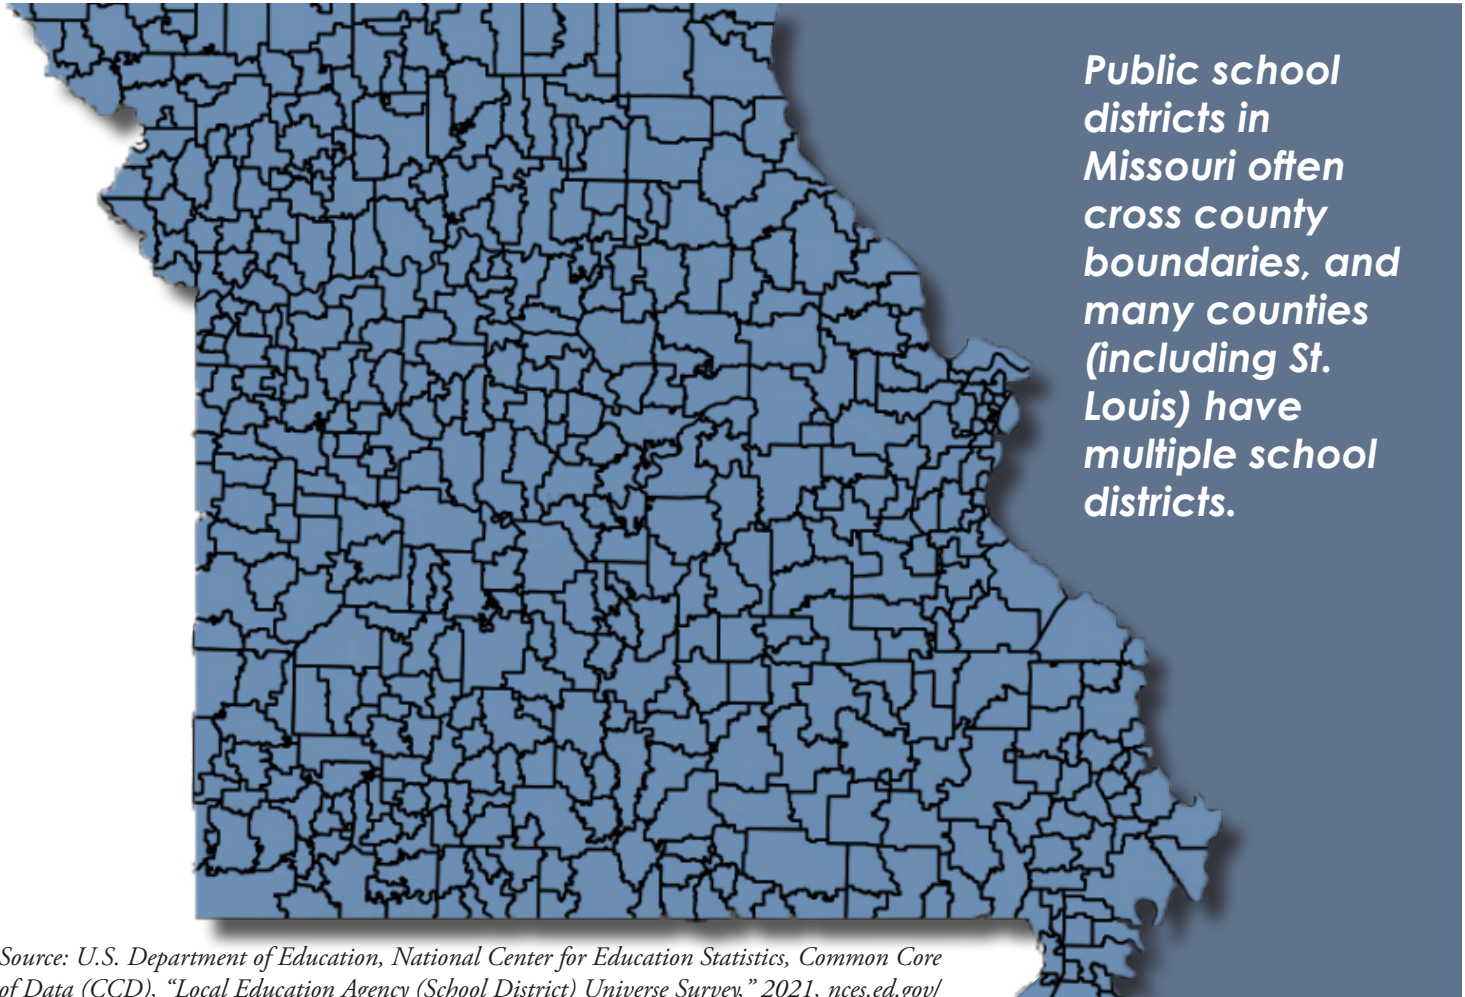 Public school
districts in
Missouri often
cross county
boundaries, and
many counties
(including St.
Louis) have
multiple school
districts.
Source: U.S. Department of Education, National Center for Education Statistics, Common Core
of Data (CCD), “Local Education Agency (School District) Universe Survey,” 2021, nces.ed.gov/